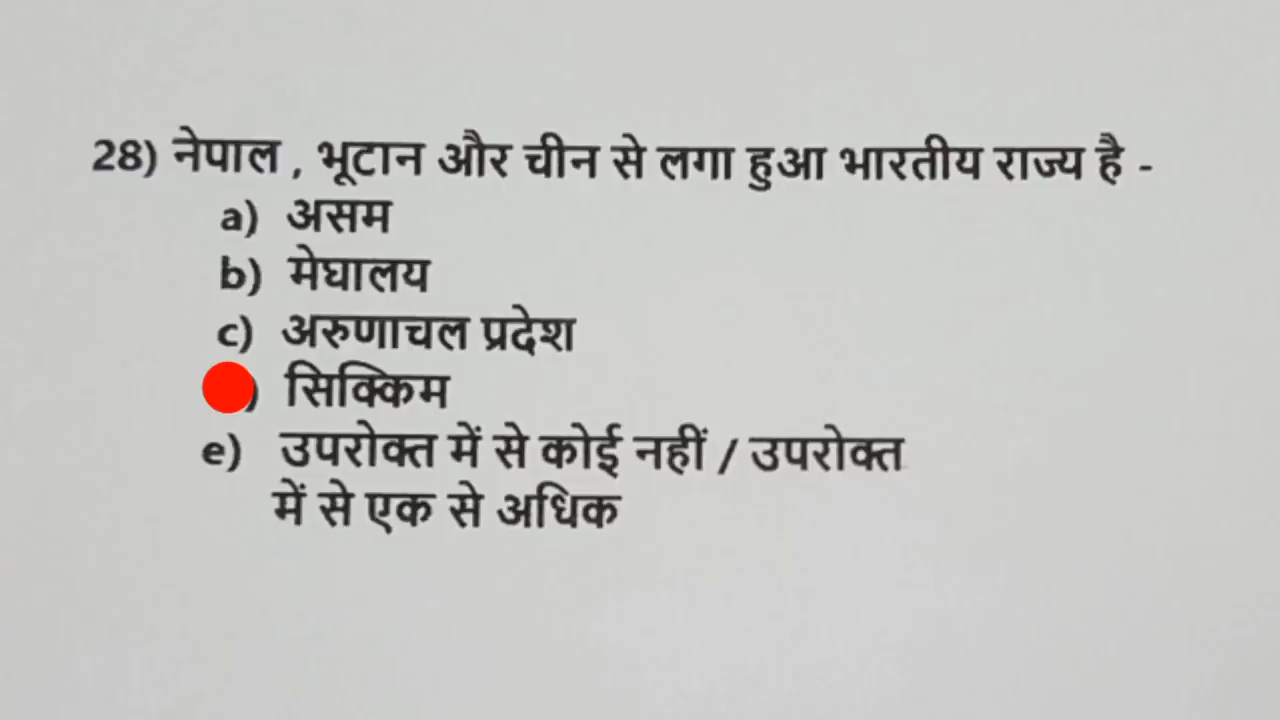 28) नेपाल , भूटान और चीन से लगा हुआ भारतीय राज्य है -
a) असम
b) मेघालय
c) अरुणाचल प्रदेश
) सिक्किम
e) उपरोक्त में से कोई नहीं / उपरोक्त
में से एक से अधिक